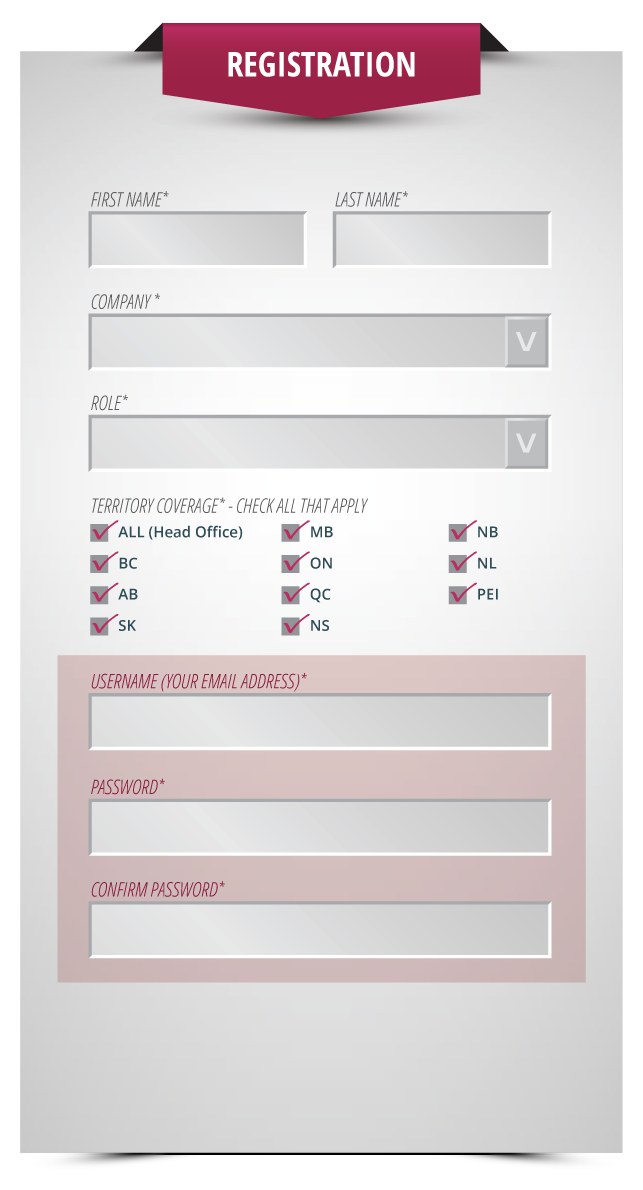 REGISTRATION
FIRST NAME* LAST NAME*
COMPANY *
V
ROLE*
V
TERRITORY COVERAGE* - CHECK ALL THAT APPLY
ALL (Head Office) MB NB
BC ON NL
AB QC PEI
SK NS
USERNAME (YOUR EMAIL ADDRESS)*
PASSWORD*
CONFIRM PASSWORD*